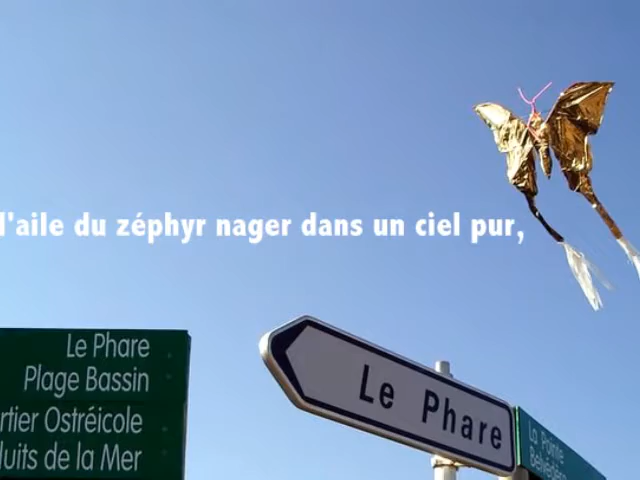 l'aile du zéphyr nager dans un ciel pur,
Le Phare
Plage Bassin
rtier Ostréicole
duits de la Mer
Le Phare
La Pointe
Belvédère